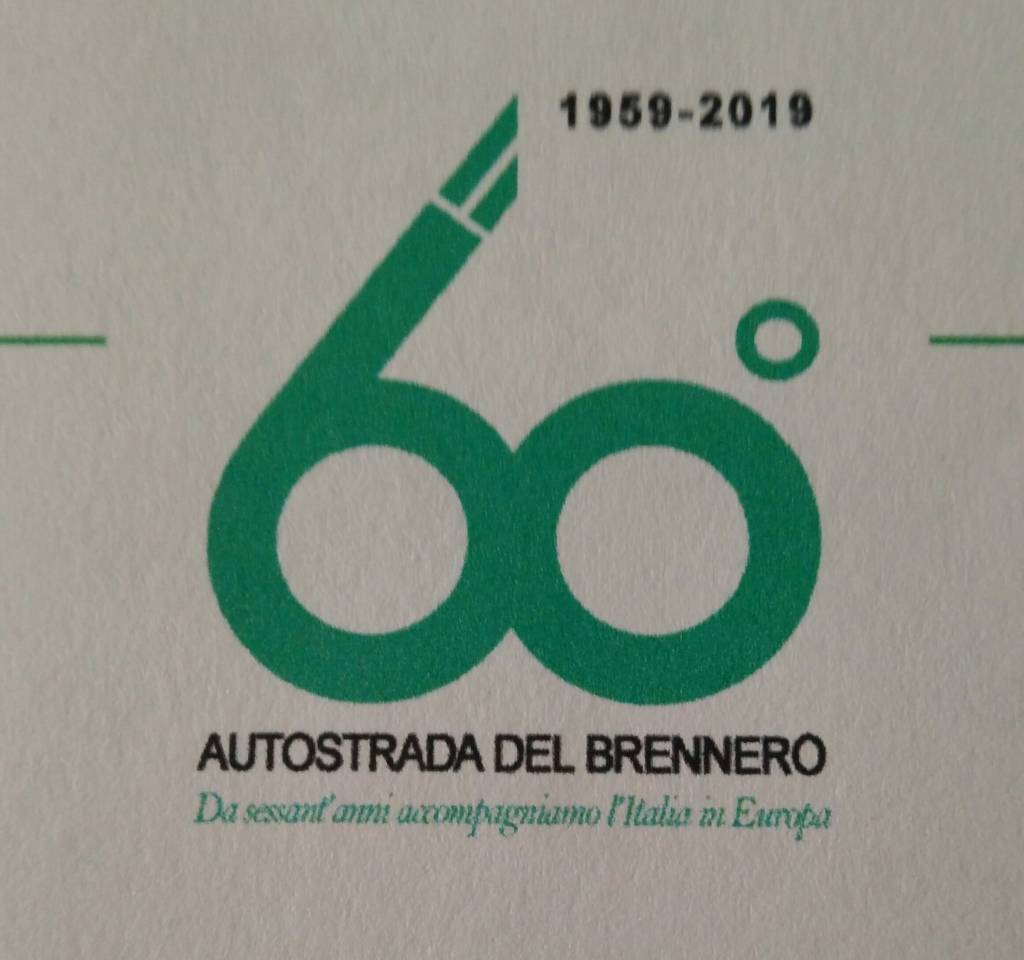 1959-2019
60°
AUTOSTRADA DEL BRENNERO
Da sessant'anni accompagniamo l'Italia in Europa